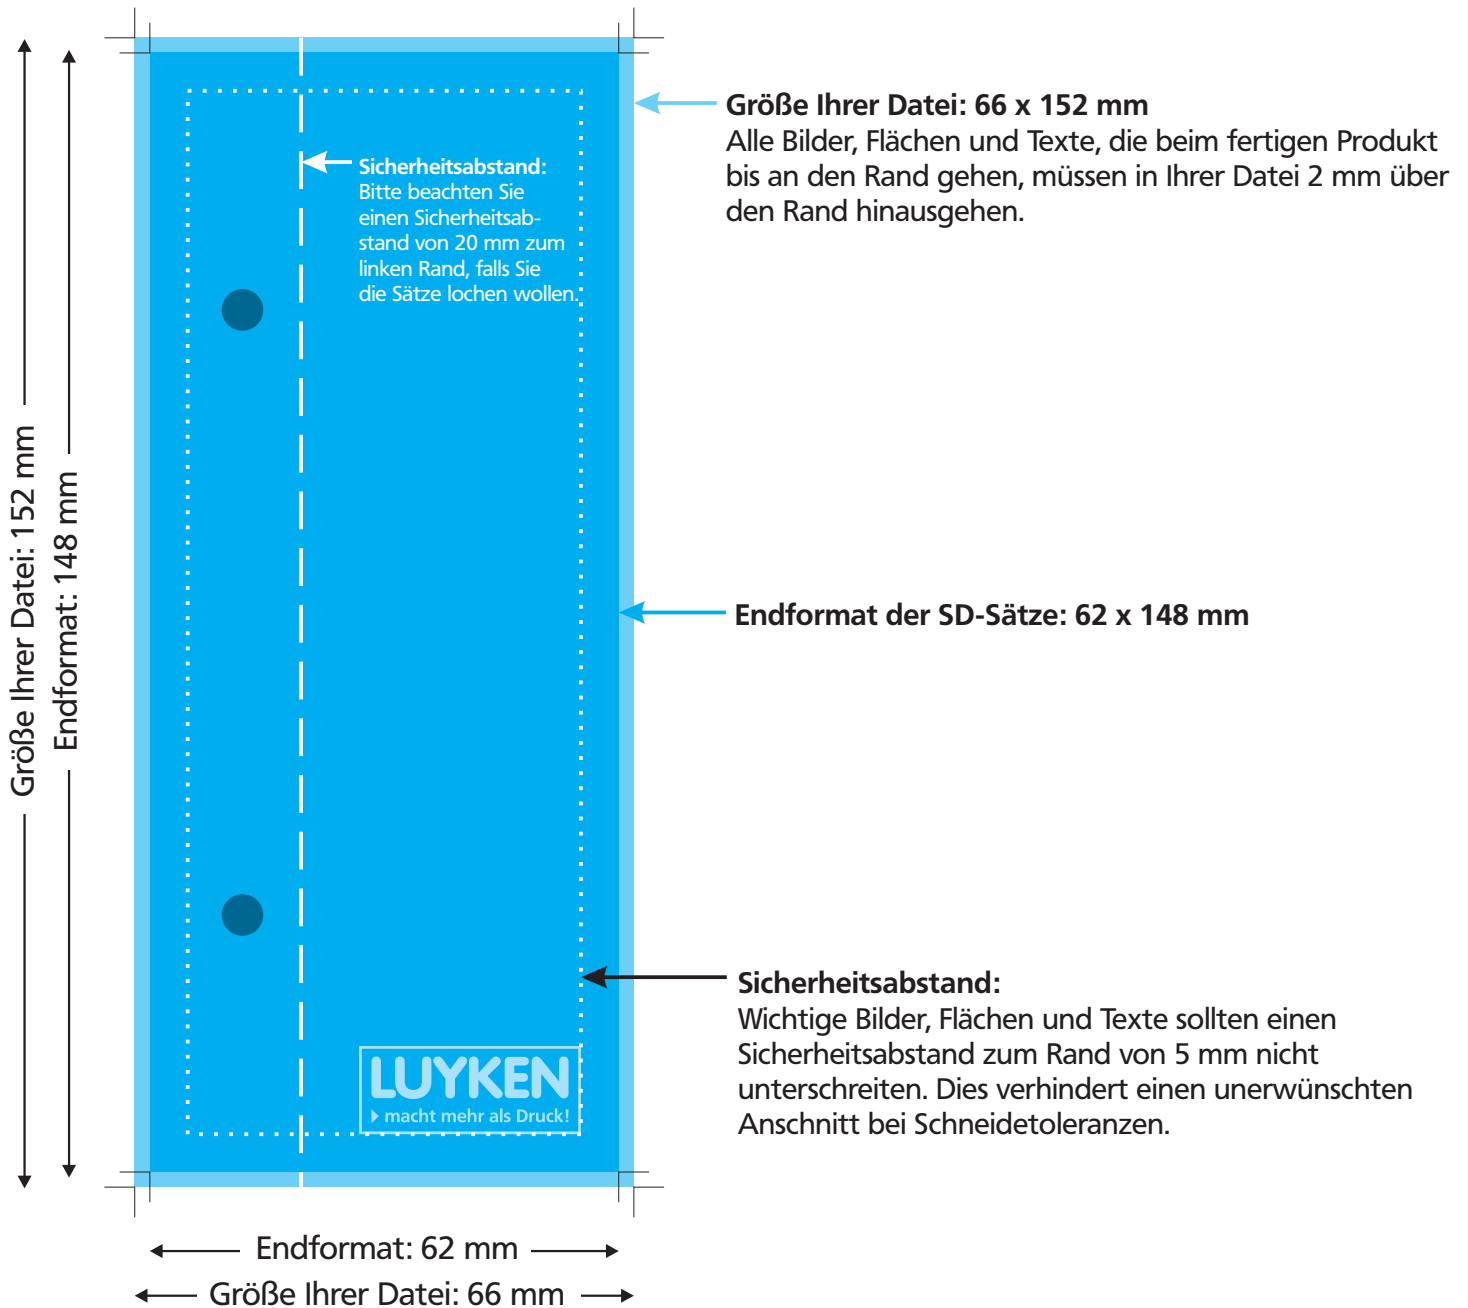 Größe Ihrer Datei: 66 x 152 mm
Alle Bilder, Flächen und Texte, die beim fertigen Produkt
bis an den Rand gehen, müssen in Ihrer Datei 2 mm über
den Rand hinausgehen.
Sicherheitsabstand:
Bitte beachten Sie
einen Sicherheitsab-
stand von 20 mm zum
linken Rand, falls Sie
die Sätze lochen wollen.
Größe Ihrer Datei: 152 mm
Endformat: 148 mm
Endformat der SD-Sätze: 62 x 148 mm
Sicherheitsabstand:
Wichtige Bilder, Flächen und Texte sollten einen
Sicherheitsabstand zum Rand von 5 mm nicht
unterschreiten. Dies verhindert einen unerwünschten
Anschnitt bei Schneidetoleranzen.
LUYKEN
macht mehr als Druck!
Endformat: 62 mm
Größe Ihrer Datei: 66 mm